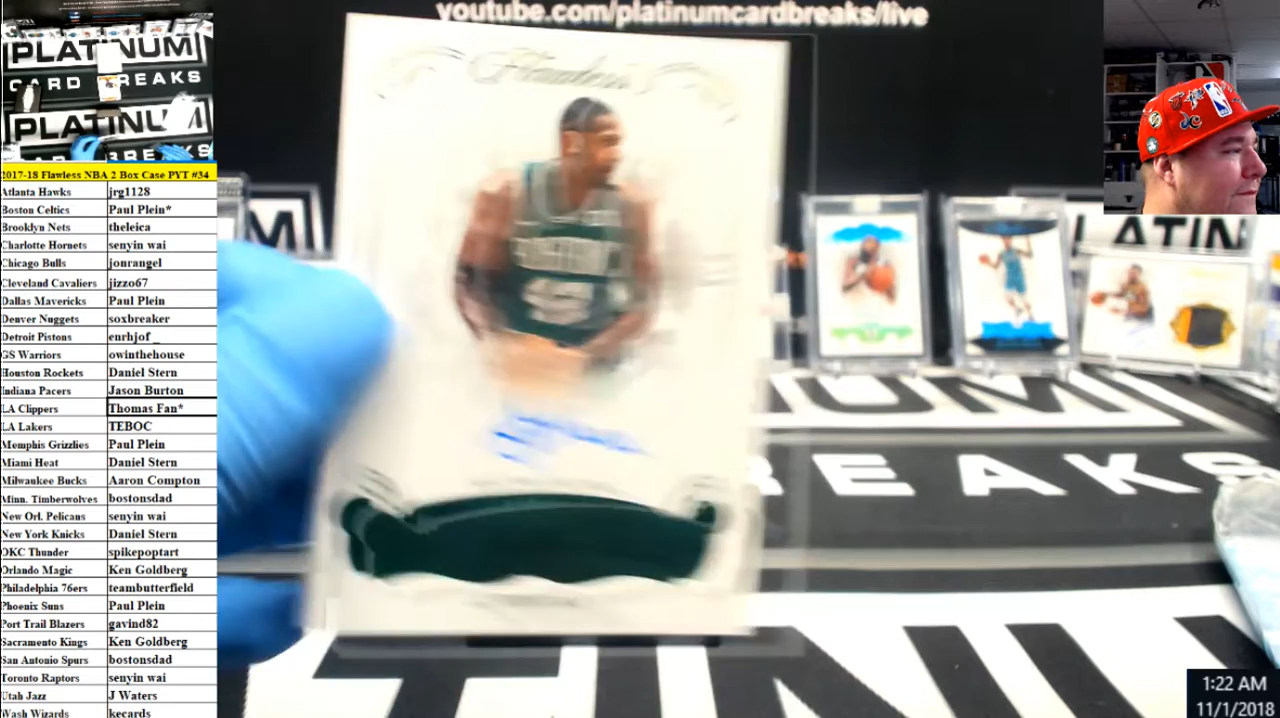 youtube.com/platinumcardbreaks/live
PLATINUM
CARD BREAKS
PLATINUM
2017-18 Flawless NBA 2 Box Case PYT #34
Atlanta Hawks jrg1128
Boston Celtics Paul Plein*
Brooklyn Nets theleica
Charlotte Hornets senyin wai
Chicago Bulls jonrangel
Cleveland Cavaliers jizzo67
Dallas Mavericks Paul Plein
Denver Nuggets soxbreaker
Detroit Pistons enrhjof_
GS Warriors owinthehouse
Houston Rockets Daniel Stern
Indiana Pacers Jason Burton
LA Clippers Thomas Fan*
LA Lakers TEBOC
Memphis Grizzlies Paul Plein
Miami Heat Daniel Stern
Milwaukee Bucks Aaron Compton
Minn. Timberwolves bostonsdad
New Orl. Pelicans senyin wai
New York Knicks Daniel Stern
OKC Thunder spikepoptart
Orlando Magic Ken Goldberg
Philadelphia 76ers teambutterfield
Phoenix Suns Paul Plein
Port Trail Blazers gavind82
Sacramento Kings Ken Goldberg
San Antonio Spurs bostonsdad
Toronto Raptors senyin wai
Utah Jazz J Waters
Wash Wizards kecards
Flawless
LATIN
REAKS
1:22 AM
11/1/2018